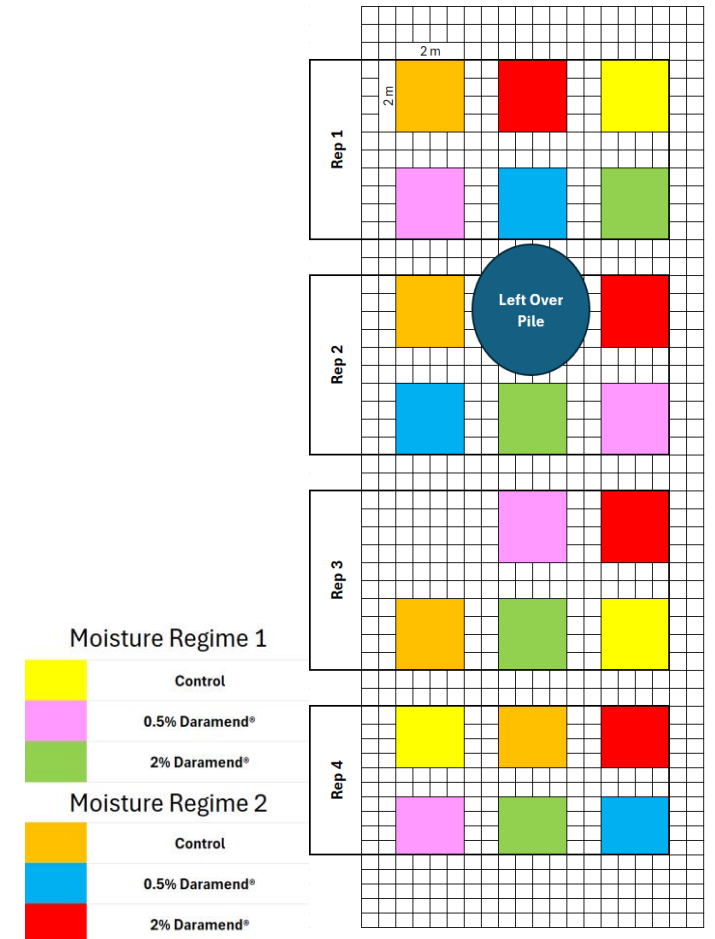 2 m
2 m
Rep 1
Left Over
Pile
Rep 2
Rep 3
Rep 4
Moisture Regime 1
Control
0.5% Daramend®
2% Daramend®
Moisture Regime 2
Control
0.5% Daramend®
2% Daramend®